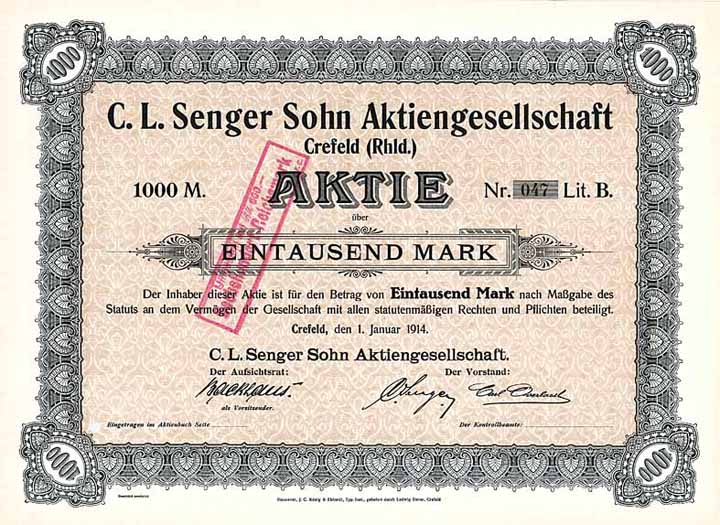 1000 1000
C. L. Senger Sohn Aktiengesellschaft
Crefeld (Rhld.)
1000 M. AKTIE Nr. 047 Lit. B.
über
EINTAUSEND MARK
Der Inhaber dieser Aktie ist für den Betrag von Eintausend Mark nach Maßgabe des
Statuts an dem Vermögen der Gesellschaft mit allen statutenmäßigen Rechten und Pflichten beteiligt.
Crefeld, den 1. Januar 1914.
C. L. Senger Sohn Aktiengesellschaft.
Der Aufsichtsrat: Der Vorstand:
als Vorsitzender.
Eingetragen im Aktienbuch Seite Der Kontrollbeamte:
1000 1000
Hannover, J. C. König & Ebhardt,